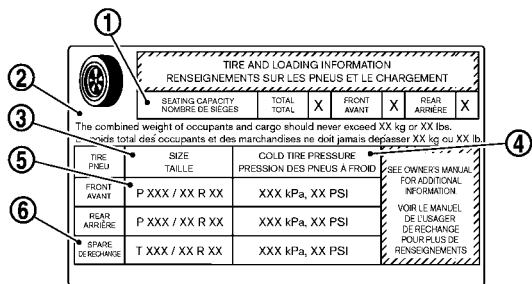 ①
②
③
④
⑤
⑥
TIRE AND LOADING INFORMATION
RENSEIGNEMENTS SUR LES PNEUS ET LE CHARGEMENT
SEATING CAPACITY
NOMBRE DE SIÈGES
TOTAL
TOTAL
X
FRONT
AVANT
X
REAR
ARRIÈRE
X
The combined weight of occupants and cargo should never exceed XX kg or XX lbs.
poids total des occupants et des marchandises ne doit jamais dépasser XX kg ou XX lb.
TIRE
PNEU
SIZE
TAILLE
COLD TIRE PRESSURE
PRESSION DES PNEUS À FROID
FRONT
AVANT
P XXX / XX R XX
XXX kPa, XX PSI
REAR
ARRIÈRE
P XXX / XX R XX
XXX kPa, XX PSI
SPARE
DE RECHANGE
T XXX / XX R XX
XXX kPa, XX PSI
SEE OWNER'S MANUAL
FOR ADDITIONAL
INFORMATION.
VOIR LE MANUEL
DE L'USAGER
DE RECHANGE
POUR PLUS DE
RENSEIGNEMENTS